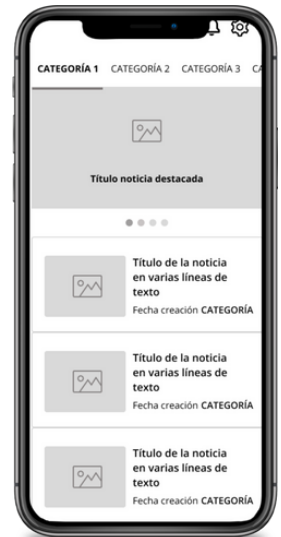 CATEGORÍA 1 CATEGORÍA 2 CATEGORÍA 3 CA
Título noticia destacada
Título de la noticia
en varias líneas de
texto
Fecha creación CATEGORÍA
Título de la noticia
en varias líneas de
texto
Fecha creación CATEGORÍA
Título de la noticia
en varias líneas de
texto
Fecha creación CATEGORÍA